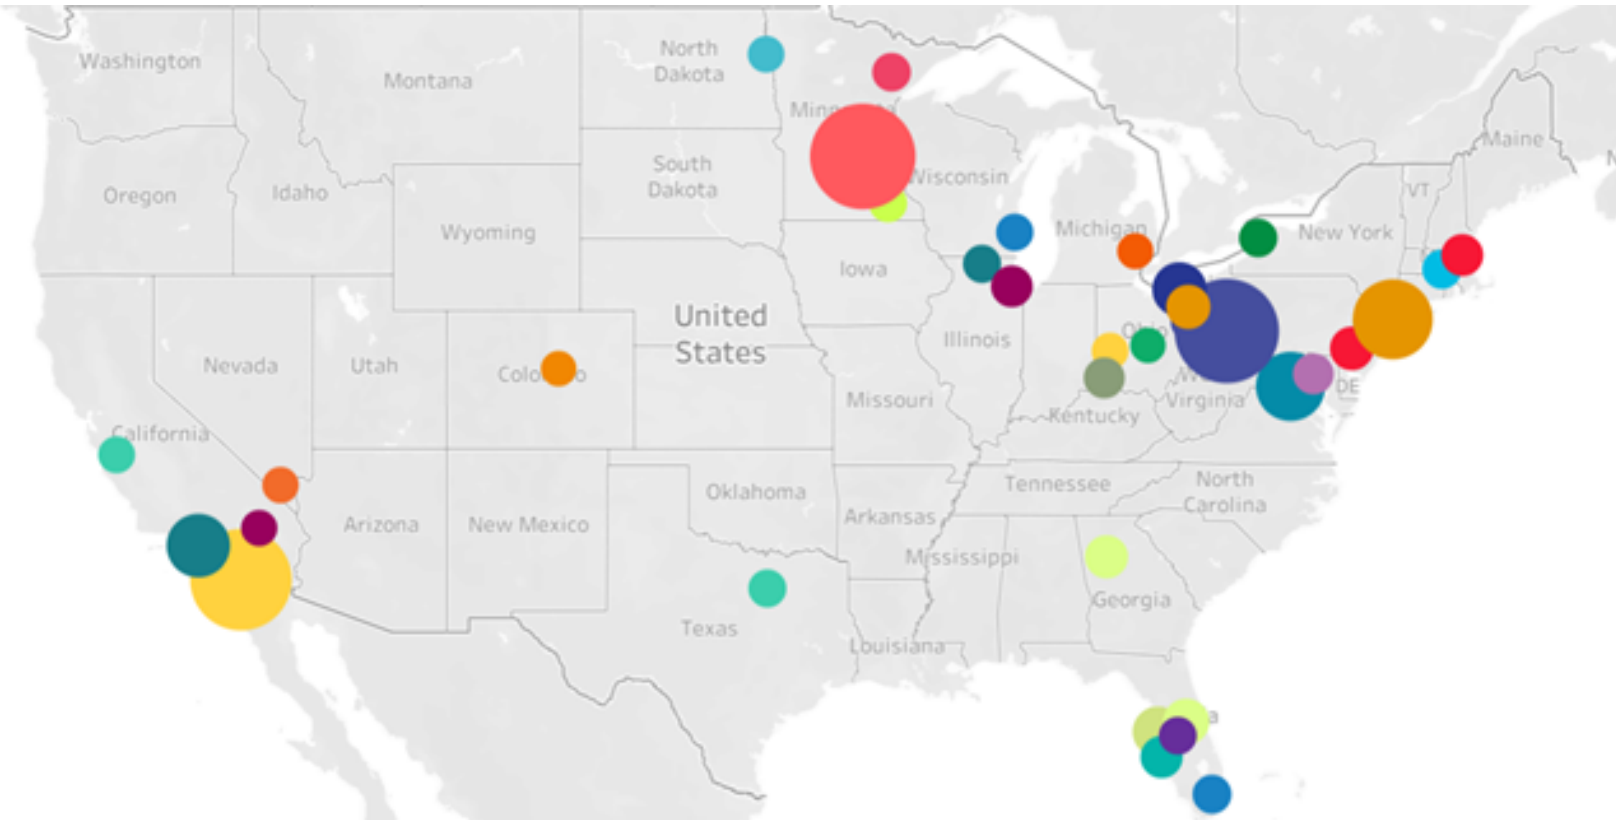 Washington
Montana
North
Dakota
Maine
Oregon
Idaho
South
Dakota
Wisconsin
VT
Wyoming
Michigan
New York
Iowa
United
States
Nevada
Utah
Illinois
Ohio
DE
Missouri
Virginia
Kentucky
California
Oklahoma
Tennessee
North
Carolina
Arizona
New Mexico
Arkansas
Mississippi
Texas
Georgia
Louisiana